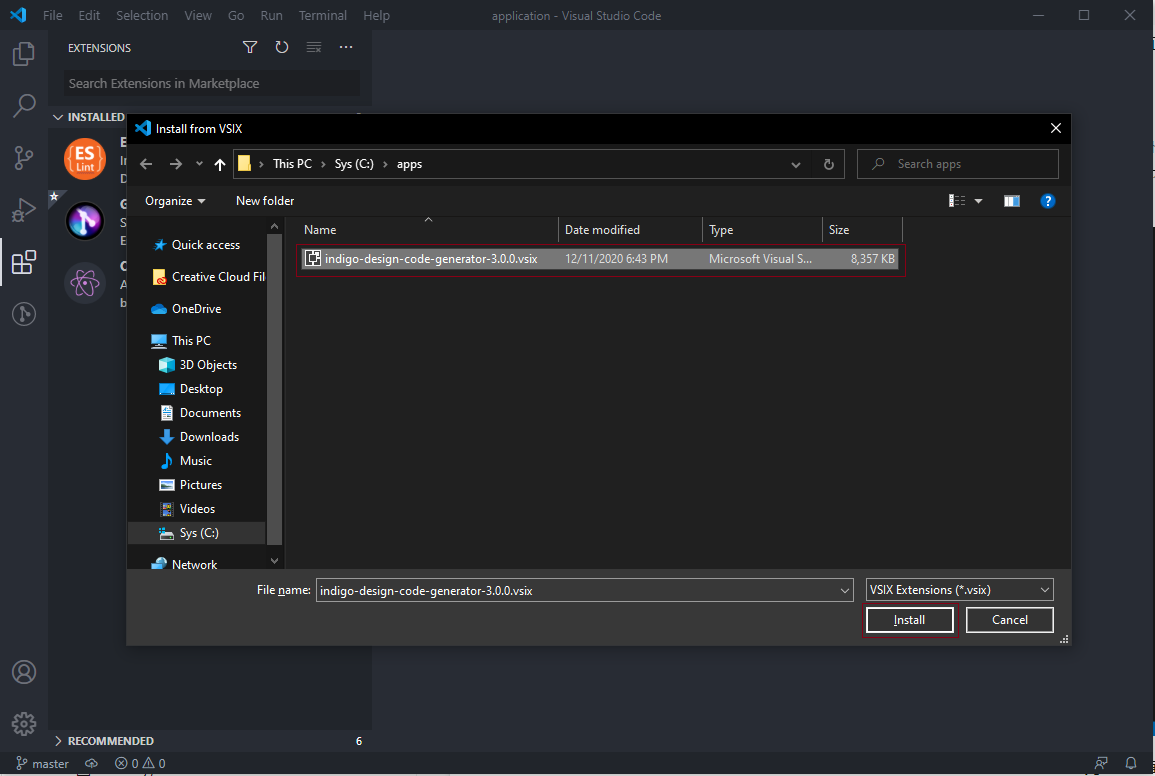 File Edit Selection View Go Run Terminal Help application - Visual Studio Code
EXTENSIONS
Search Extensions in Marketplace
INSTALLED
ES
Lint
E
In
D
G
S
E
C
A
b
Install from VSIX
This PC › Sys (C:) › apps
Search apps
Organize New folder
Name Date modified Type Size
indigo-design-code-generator-3.0.0.vsix 12/11/2020 6:43 PM Microsoft Visual S... 8,357 KB
Quick access
Creative Cloud Fil
OneDrive
This PC
3D Objects
Desktop
Documents
Downloads
Music
Pictures
Videos
Sys (C:)
Network
File name: indigo-design-code-generator-3.0.0.vsix VSIX Extensions (*.vsix)
Install Cancel
RECOMMENDED 6
master 0 0